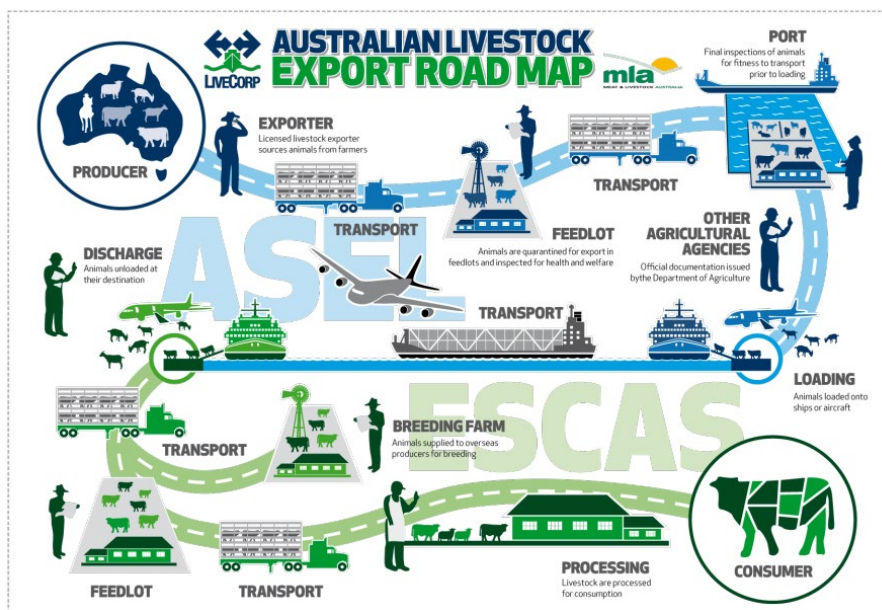 LIVECORP
AUSTRALIAN LIVESTOCK
EXPORT ROAD MAP
mla
MEAT & LIVESTOCK AUSTRALIA
PORT
Final inspections of animals
for fitness to transport
prior to loading
PRODUCER
EXPORTER
Licensed livestock exporter
sources animals from farmers
TRANSPORT
FEEDLOT
Animals are quarantined for export in
feedlots and inspected for health and welfare
TRANSPORT
OTHER
AGRICULTURAL
AGENCIES
Official documentation issued
bythe Department of Agriculture
ASEL
DISCHARGE
Animals unloaded at
their destination
TRANSPORT
LOADING
Animals loaded onto
ships or aircraft
ESCAS
TRANSPORT
BREEDING FARM
Animals supplied to overseas
producers for breeding
FEEDLOT
TRANSPORT
PROCESSING
Livestock are processed
for consumption
CONSUMER